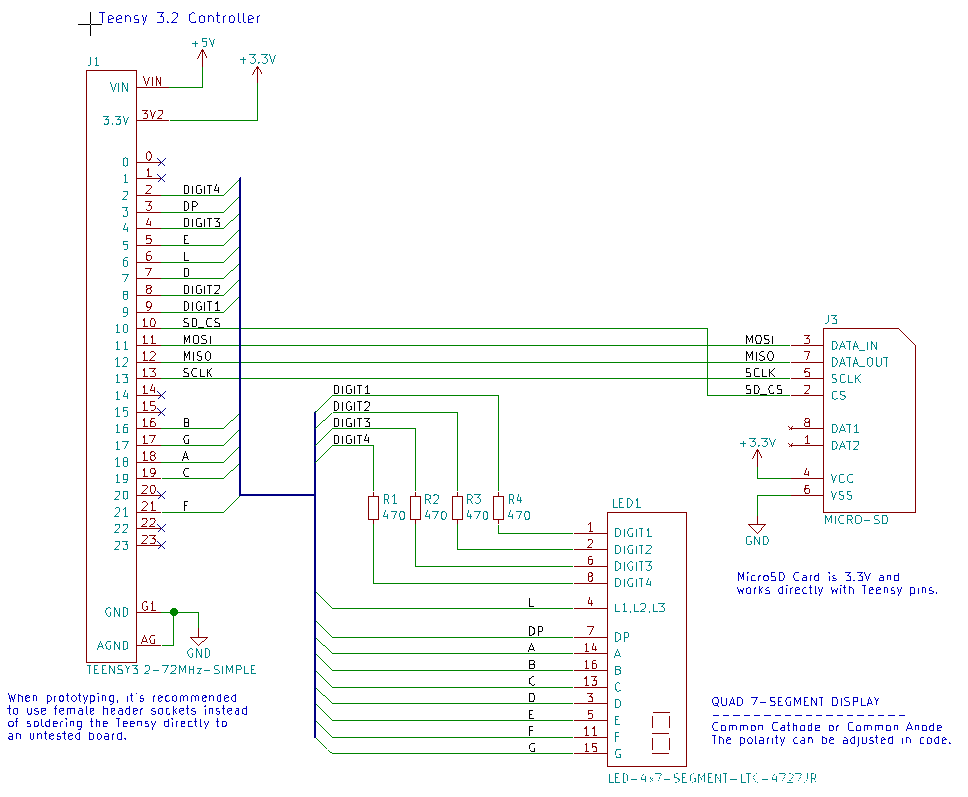 Teensy 3.2 Controller
+5V
+3.3V
J1
VIN VIN
3.3V 3V2
0 0
1 1
2 2 DIGIT4
3 3 DP
4 4 DIGIT3
5 5 E
6 6 L
7 7 D
8 8 DIGIT2
9 9 DIGIT1
10 10 SD_CS
11 11 MOSI
12 12 MISO
13 13 SCLK
14 14
15 15
16 16 B
17 17 G
18 18 A
19 19 C
20 20
21 21 F
22 22
23 23
GND G1
AGND AG
GND
TEENSY3.2-72MHz-SIMPLE
When prototyping, it's recommended
to use female header sockets instead
of soldering the Teensy directly to
an untested board.
DIGIT1
DIGIT2
DIGIT3
DIGIT4
R1
470
R2
470
R3
470
R4
470
LED1
1 DIGIT1
2 DIGIT2
6 DIGIT3
8 DIGIT4
L 4 L1,L2,L3
DP 7 DP
A 14 A
B 16 B
C 13 C
D 3 D
E 5 E
F 11 F
G 15 G
LED-4x7-SEGMENT-LTC-4727JR
J3
MOSI 3 DATA_IN
MISO 7 DATA_OUT
SCLK 5 SCLK
SD_CS 2 CS
8 DAT1
1 DAT2
+3.3V
4 VCC
6 VSS
GND
MICRO-SD
MicroSD Card is 3.3V and
works directly with Teensy pins.
QUAD 7-SEGMENT DISPLAY
Common Cathode or Common Anode
The polarity can be adjusted in code.